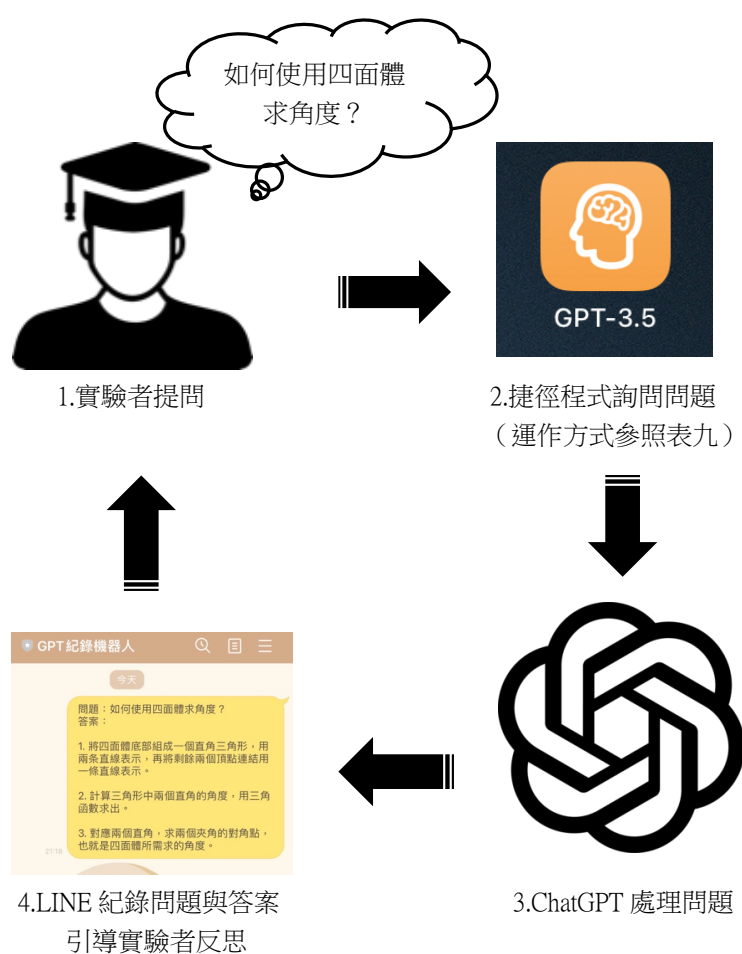 如何使用四面體
求角度？
GPT-3.5
1.實驗者提問
2.捷徑程式詢問問題
（運作方式參照表九）
GPT紀錄機器人
今天
問題：如何使用四面體求角度？
答案：
1. 將四面體底部組成一個直角三角形，用
兩条直線表示，再將剩餘兩個頂點連結用
一條直線表示。
2. 計算三角形中兩個直角的角度，用三角
函數求出。
3. 對應兩個直角，求兩個夾角的對角點，
也就是四面體所需求的角度。
21:18
4.LINE 紀錄問題與答案
引導實驗者反思
3.ChatGPT 處理問題